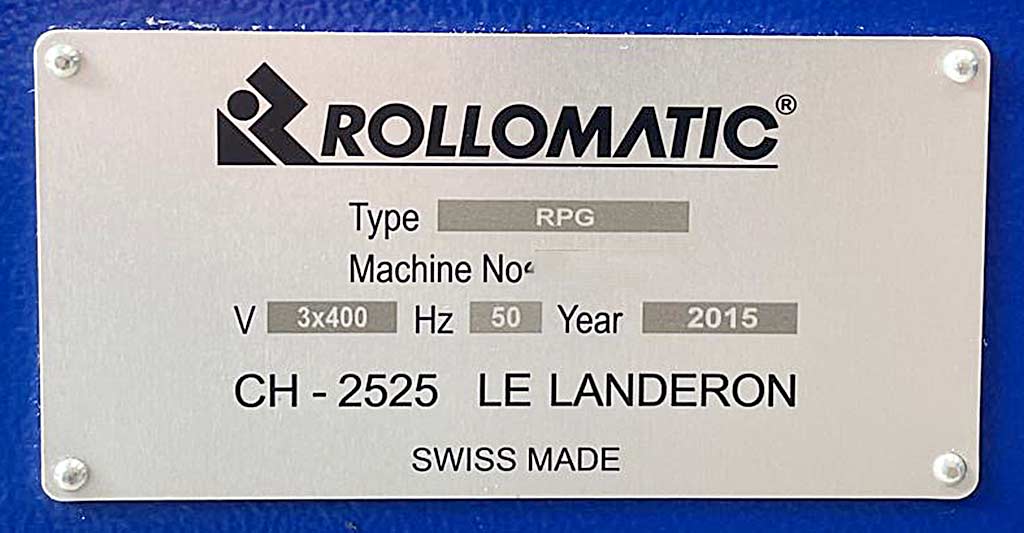 ROLLOMATIC®
Type RPG
Machine No
V 3x400 Hz 50 Year 2015
CH - 2525 LE LANDERON
SWISS MADE